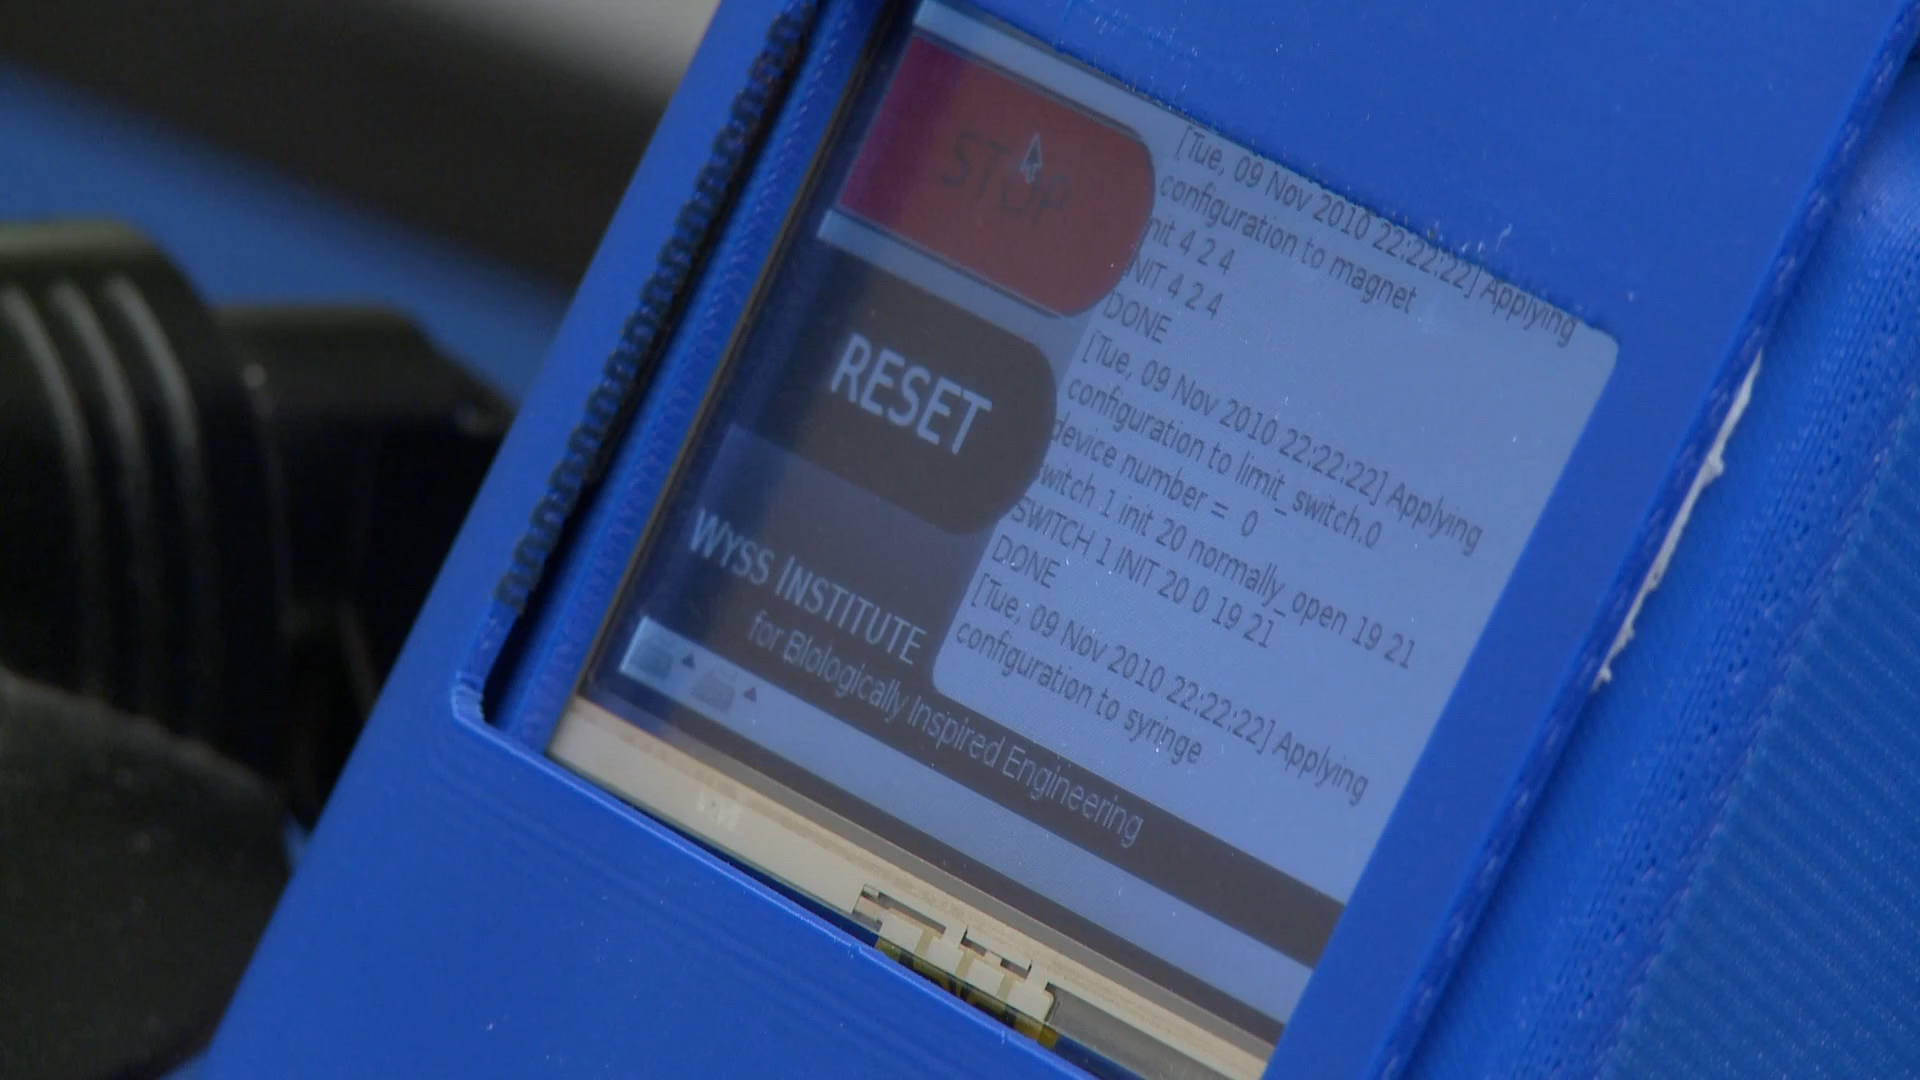 STOP
RESET
WYSS INSTITUTE
for Biologically Inspired Engineering
[Tue, 09 Nov 2010 22:22:22] Applying
configuration to magnet
nit 4 2 4
NIT 4 2 4
DONE
[Tue, 09 Nov 2010 22:22:22] Applying
configuration to limit_switch.0
device number = 0
switch 1 init 20 normally_open 19 21
SWITCH 1 INIT 20 0 19 21
DONE
[Tue, 09 Nov 2010 22:22:22] Applying
configuration to syringe